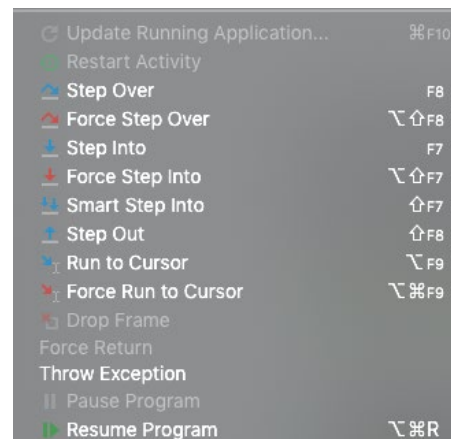 Update Running Application... ⌘F10
Restart Activity
Step Over F8
Force Step Over ⌥⇧F8
Step Into F7
Force Step Into ⌥⇧F7
Smart Step Into ⇧F7
Step Out ⇧F8
Run to Cursor ⌥F9
Force Run to Cursor ⌥⌘F9
Drop Frame
Force Return
Throw Exception
Pause Program
Resume Program ⌥⌘R